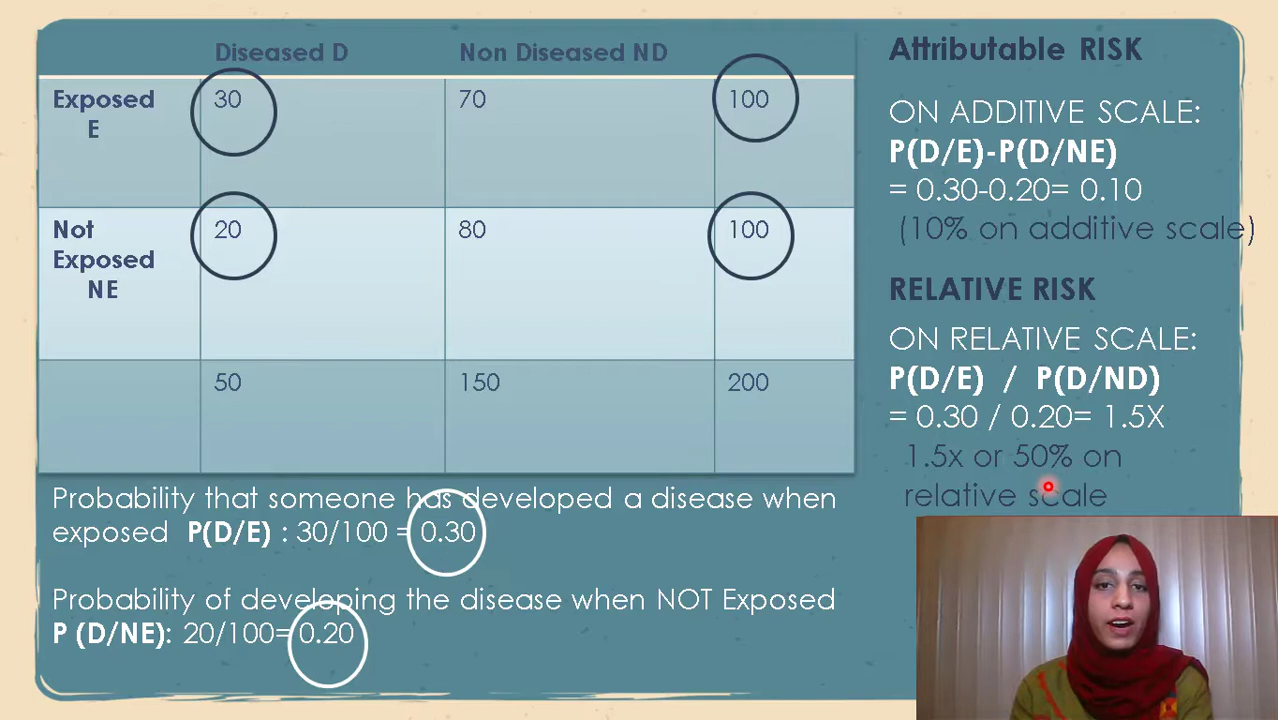 Diseased D Non Diseased ND
Exposed 30 70 100
E
Not 20 80 100
Exposed
NE
50 150 200
Probability that someone has developed a disease when
exposed P(D/E) : 30/100 = 0.30
Probability of developing the disease when NOT Exposed
P (D/NE): 20/100= 0.20
Attributable RISK
ON ADDITIVE SCALE:
P(D/E)-P(D/NE)
= 0.30-0.20= 0.10
(10% on additive scale)
RELATIVE RISK
ON RELATIVE SCALE:
P(D/E) / P(D/ND)
= 0.30 / 0.20= 1.5X
1.5x or 50% on
relative scale